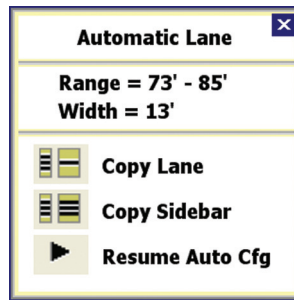 Automatic Lane
Range = 73' - 85'
Width = 13'
Copy Lane
Copy Sidebar
Resume Auto Cfg